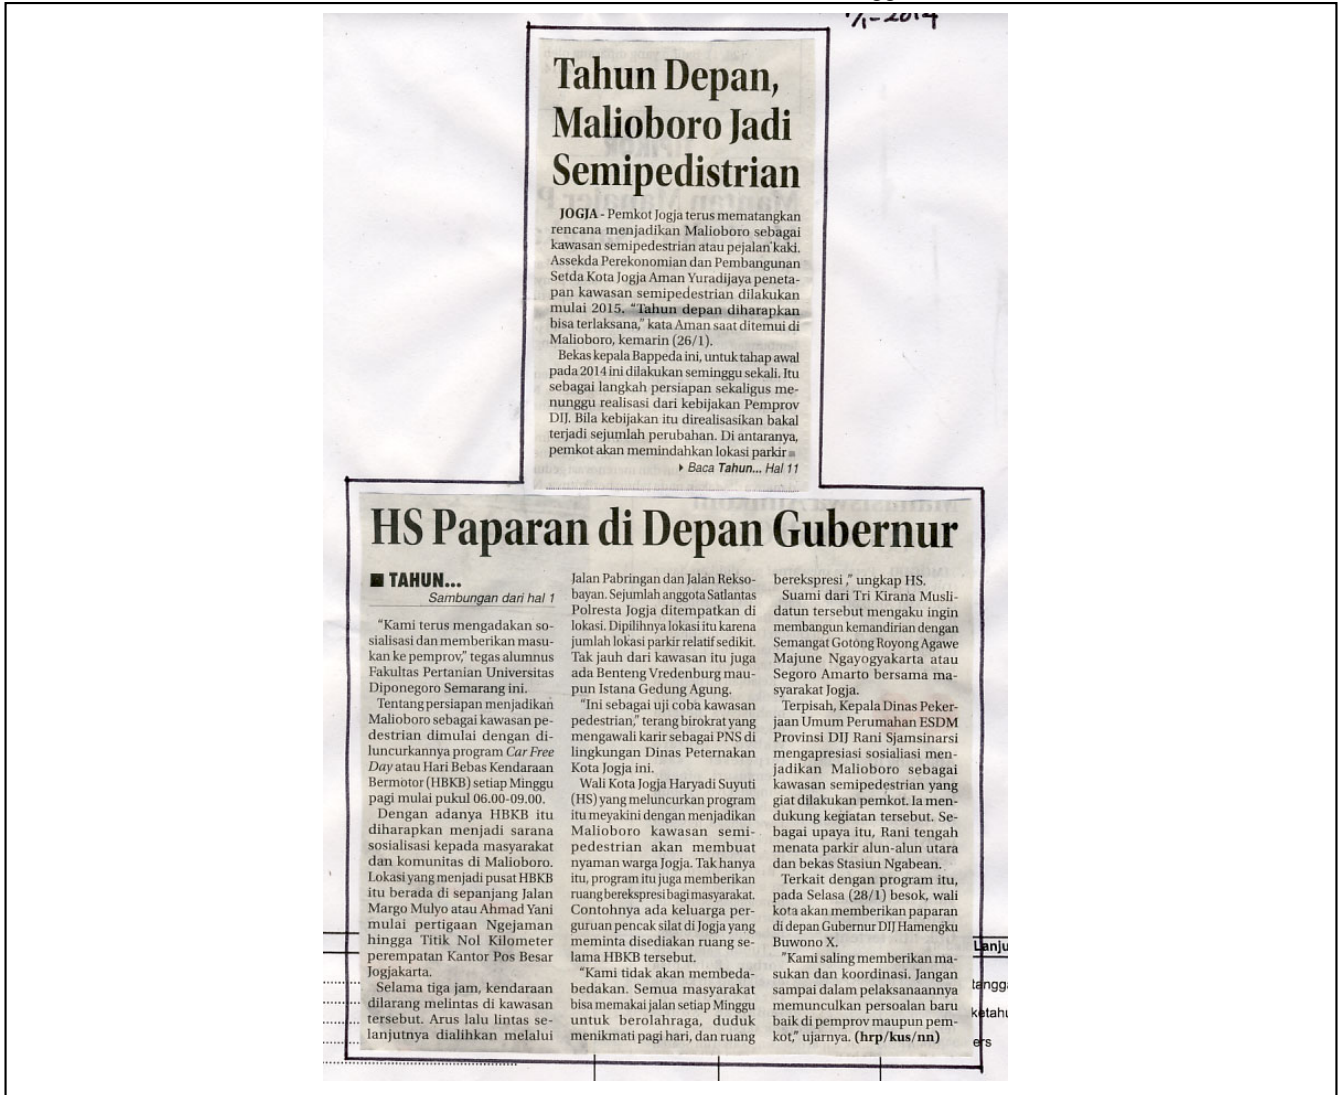 1/1-2014
Tahun Depan,
Malioboro Jadi
Semipedistrian
JOGJA - Pemkot Jogja terus mematangkan
rencana menjadikan Malioboro sebagai
kawasan semipedestrian atau pejalan kaki.
Assekda Perekonomian dan Pembangunan
Setda Kota Jogja Aman Yuradijaya peneta-
pan kawasan semipedestrian dilakukan
mulai 2015. “Tahun depan diharapkan
bisa terlaksana,” kata Aman saat ditemui di
Malioboro, kemarin (26/1).
Bekas kepala Bappeda ini, untuk tahap awal
pada 2014 ini dilakukan seminggu sekali. Itu
sebagai langkah persiapan sekaligus me-
nunggu realisasi dari kebijakan Pemprov
DIJ. Bila kebijakan itu direalisasikan bakal
terjadi sejumlah perubahan. Di antaranya,
pemkot akan memindahkan lokasi parkir
Baca Tahun... Hal 11
HS Paparan di Depan Gubernur
TAHUN...
Sambungan dari hal 1
“Kami terus mengadakan so-
sialisasi dan memberikan masu-
kan ke pemprov,” tegas alumnus
Fakultas Pertanian Universitas
Diponegoro Semarang ini.
Tentang persiapan menjadikan
Malioboro sebagai kawasan pe-
destrian dimulai dengan di-
luncurkannya program Car Free
Day atau Hari Bebas Kendaraan
Bermotor (HBKB) setiap Minggu
pagi mulai pukul 06.00-09.00.
Dengan adanya HBKB itu
diharapkan menjadi sarana
sosialisasi kepada masyarakat
dan komunitas di Malioboro.
Lokasi yang menjadi pusat HBKB
itu berada di sepanjang Jalan
Margo Mulyo atau Ahmad Yani
mulai pertigaan Ngejaman
hingga Titik Nol Kilometer
perempatan Kantor Pos Besar
Jogjakarta.
Selama tiga jam, kendaraan
dilarang melintas di kawasan
tersebut. Arus lalu lintas se-
lanjutnya dialihkan melalui
Jalan Pabringan dan Jalan Rekso-
bayan. Sejumlah anggota Satlantas
Polresta Jogja ditempatkan di
lokasi. Dipilihnya lokasi itu karena
jumlah lokasi parkir relatif sedikit.
Tak jauh dari kawasan itu juga
ada Benteng Vredenburg mau-
pun Istana Gedung Agung.
“Ini sebagai uji coba kawasan
pedestrian,” terang birokrat yang
mengawali karir sebagai PNS di
lingkungan Dinas Peternakan
Kota Jogja ini.
Wali Kota Jogja Haryadi Suyuti
(HS) yang meluncurkan program
itu meyakini dengan menjadikan
Malioboro kawasan semi-
pedestrian akan membuat
nyaman warga Jogja. Tak hanya
itu, program itu juga memberikan
ruang berekspresi bagi masyarakat.
Contohnya ada keluarga per-
guruan pencak silat di Jogja yang
meminta disediakan ruang se-
lama HBKB tersebut.
“Kami tidak akan membeda-
bedakan. Semua masyarakat
bisa memakai jalan setiap Minggu
untuk berolahraga, duduk
menikmati pagi hari, dan ruang
berekspresi ,” ungkap HS.
Suami dari Tri Kirana Musli-
datun tersebut mengaku ingin
membangun kemandirian dengan
Semangat Gotong Royong Agawe
Majune Ngayogyakarta atau
Segoro Amarto bersama ma-
syarakat Jogja.
Terpisah, Kepala Dinas Peker-
jaan Umum Perumahan ESDM
Provinsi DIJ Rani Sjamsinarsi
mengapresiasi sosialiasi men-
jadikan Malioboro sebagai
kawasan semipedestrian yang
giat dilakukan pemkot. Ia men-
dukung kegiatan tersebut. Se-
bagai upaya itu, Rani tengah
menata parkir alun-alun utara
dan bekas Stasiun Ngabean.
Terkait dengan program itu,
pada Selasa (28/1) besok, wali
kota akan memberikan paparan
di depan Gubernur DIJ Hamengku
Buwono X.
”Kami saling memberikan ma-
sukan dan koordinasi. Jangan
sampai dalam pelaksanaannya
memunculkan persoalan baru
baik di pemprov maupun pem-
kot,” ujarnya. (hrp/kus/nn)
Lanju
tangga
ketahu
ers